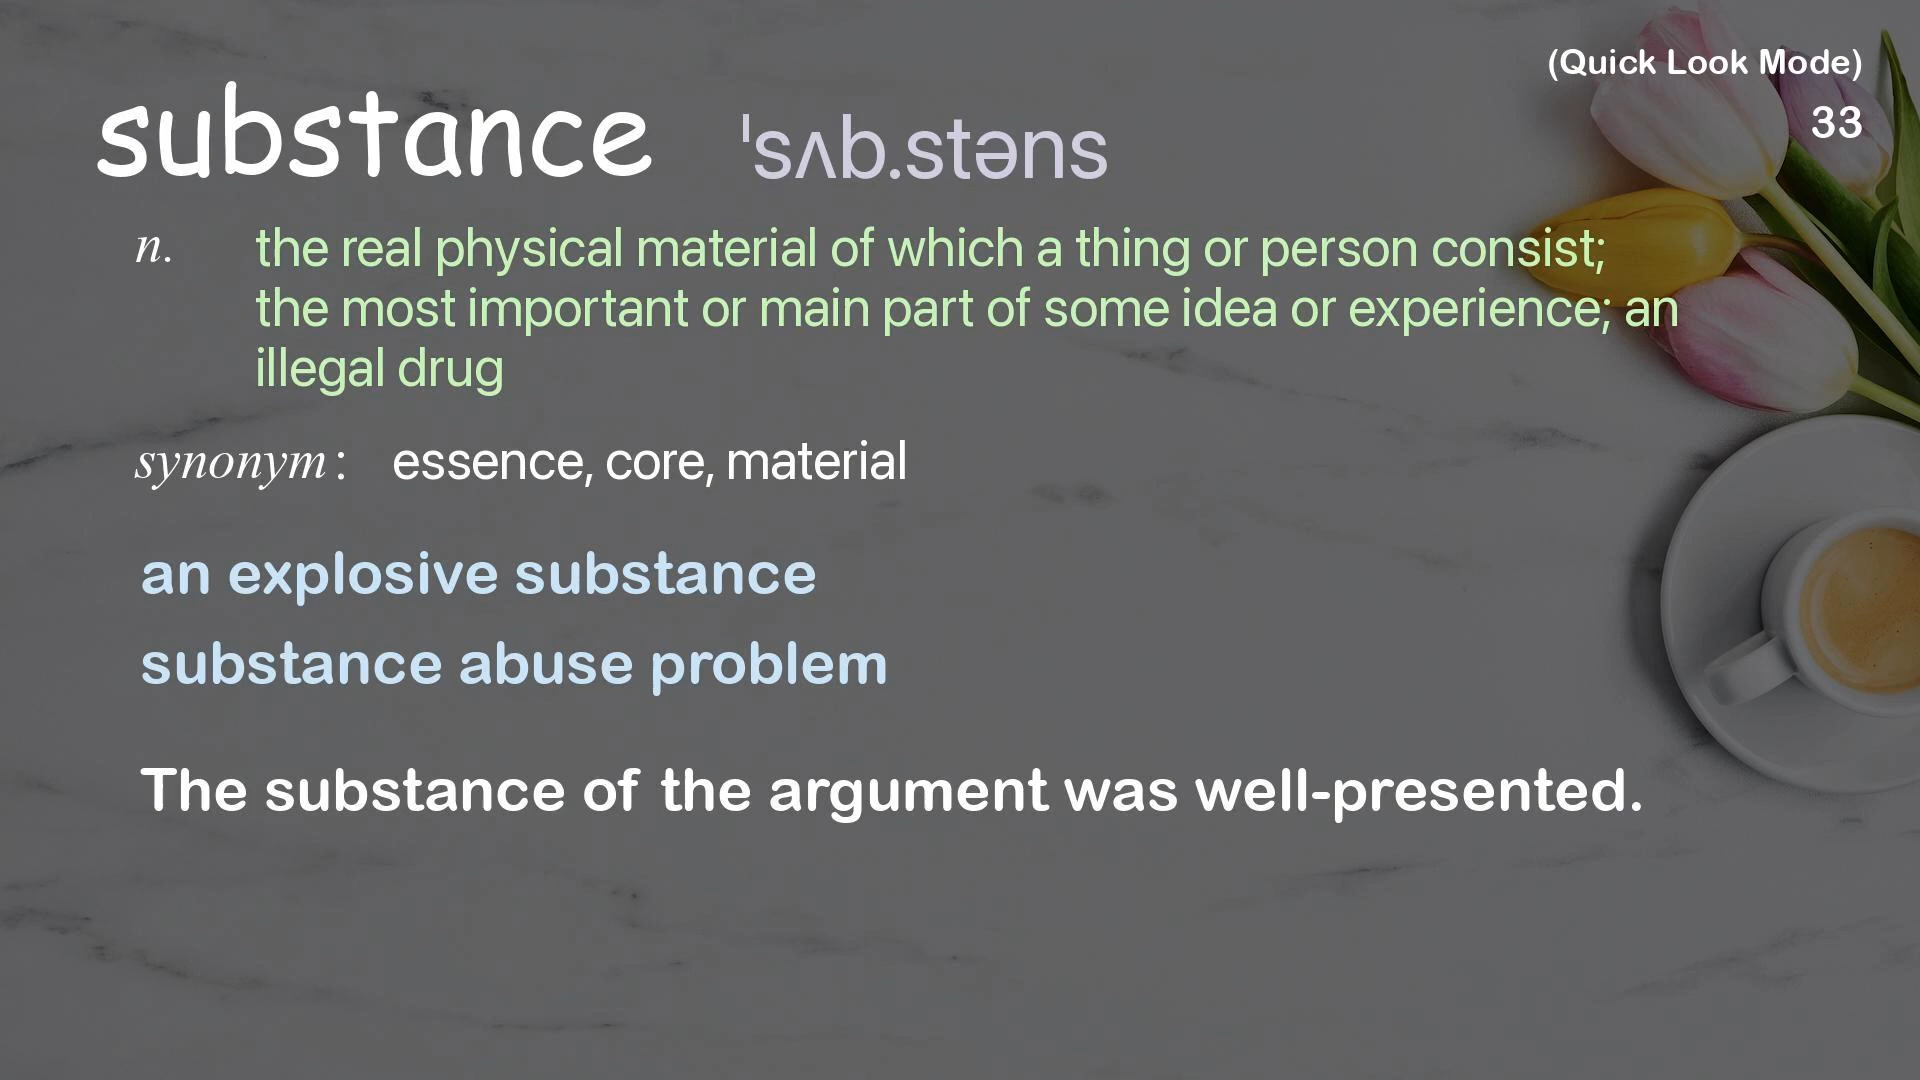 (Quick Look Mode)
33
substance ˈsʌb.stəns
n. the real physical material of which a thing or person consist;
the most important or main part of some idea or experience; an
illegal drug
synonym: essence, core, material
an explosive substance
substance abuse problem
The substance of the argument was well-presented.